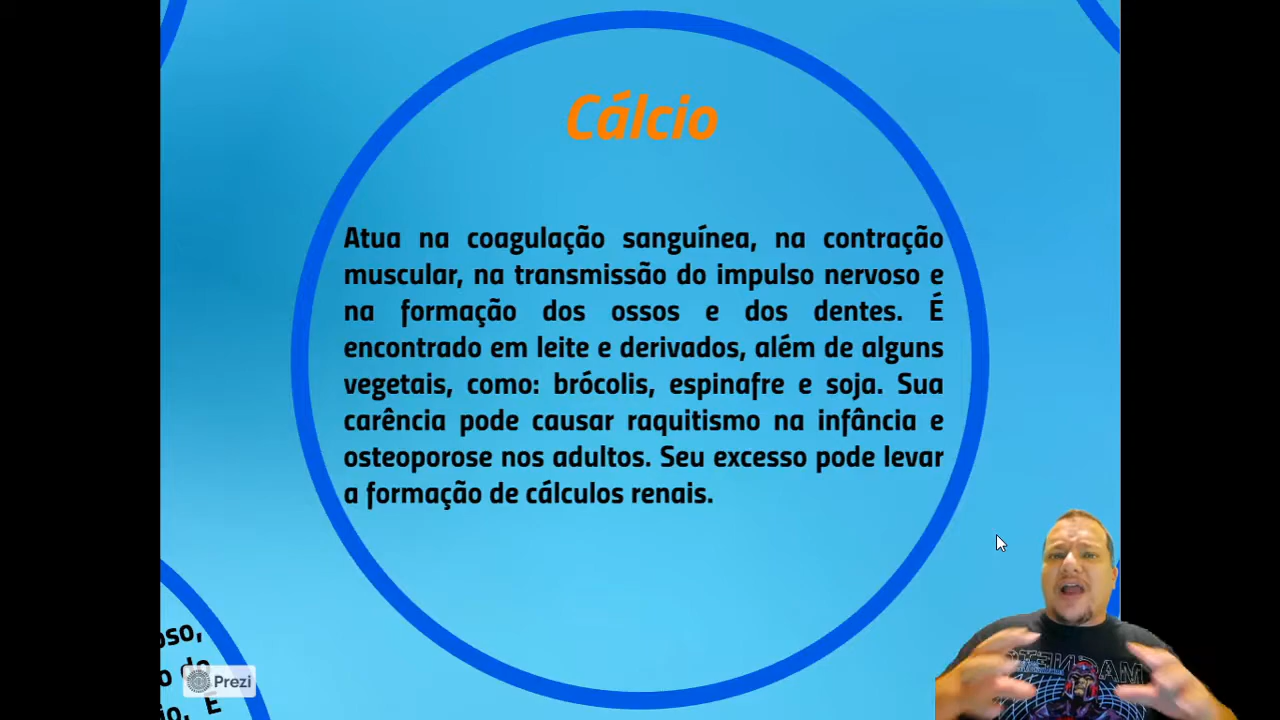 Cálcio
Atua na coagulação sanguínea, na contração
muscular, na transmissão do impulso nervoso e
na formação dos ossos e dos dentes. É
encontrado em leite e derivados, além de alguns
vegetais, como: brócolis, espinafre e soja. Sua
carência pode causar raquitismo na infância e
osteoporose nos adultos. Seu excesso pode levar
a formação de cálculos renais.
Prezi